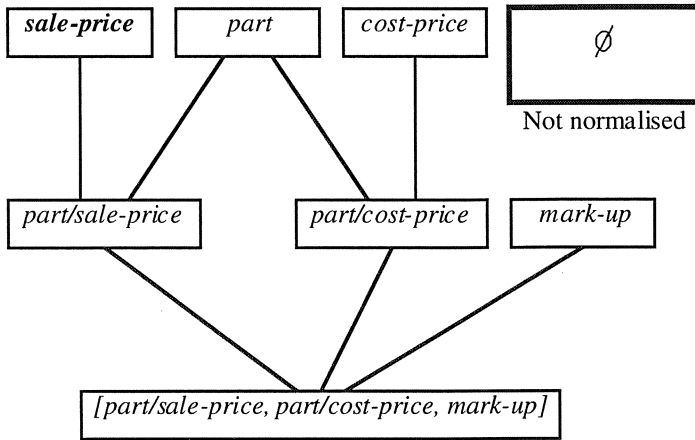 sale-price
part
cost-price
ø
Not normalised
part/sale-price
part/cost-price
mark-up
[part/sale-price, part/cost-price, mark-up]